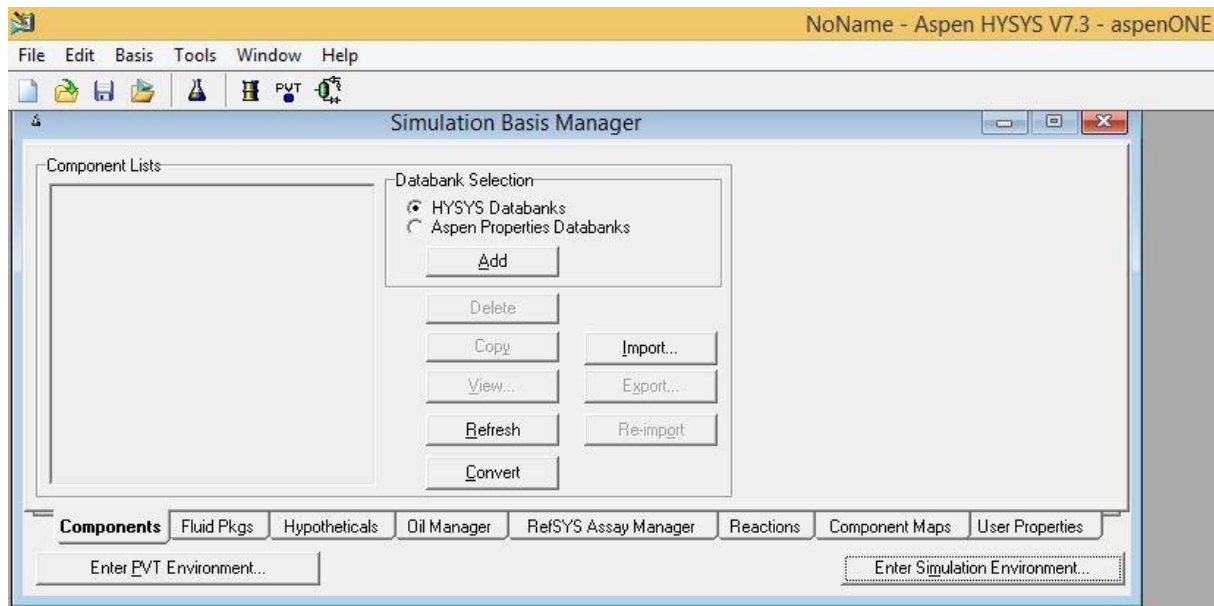 NoName - Aspen HYSYS V7.3 - aspenONE
File Edit Basis Tools Window Help
PVT
Simulation Basis Manager
Component Lists
Databank Selection
HYSYS Databanks
Aspen Properties Databanks
Add
Delete
Copy Import...
View... Export...
Refresh Re-import
Convert
Components Fluid Pkgs Hypotheticals Oil Manager RefSYS Assay Manager Reactions Component Maps User Properties
Enter PVT Environment... Enter Simulation Environment...